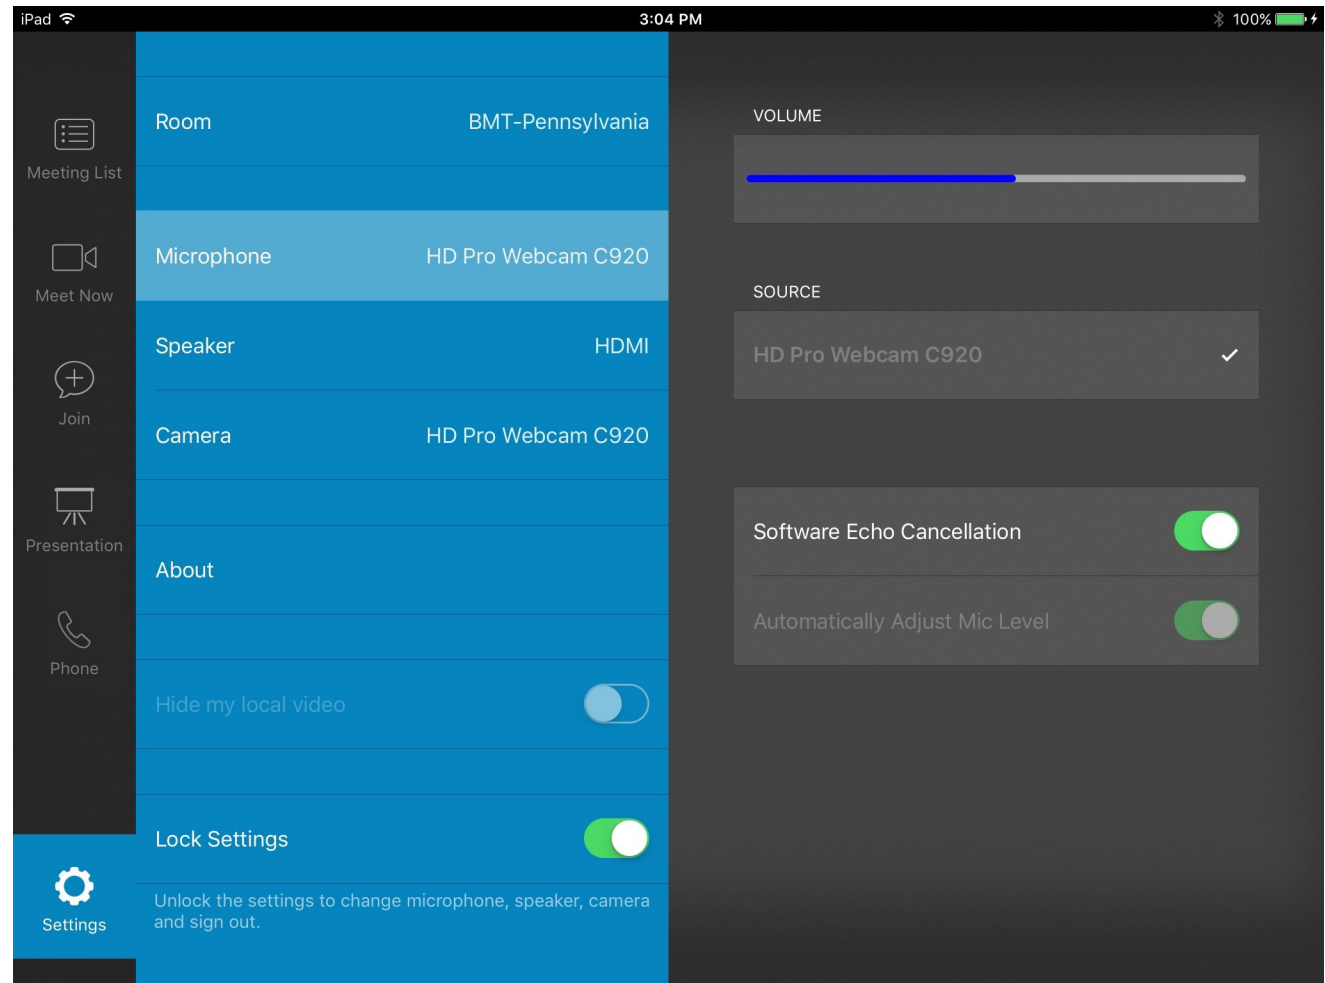 iPad 3:04 PM 100%
Meeting List
Meet Now
Join
Presentation
Phone
Settings
Room BMT-Pennsylvania
Microphone HD Pro Webcam C920
Speaker HDMI
Camera HD Pro Webcam C920
About
Hide my local video
Lock Settings
Unlock the settings to change microphone, speaker, camera
and sign out.
VOLUME
SOURCE
HD Pro Webcam C920
Software Echo Cancellation
Automatically Adjust Mic Level